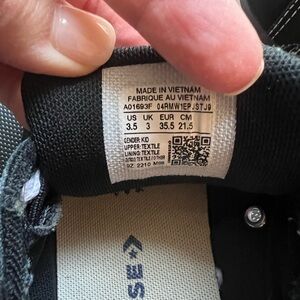 MADE IN VIETNAM
FABRIQUE AU VIETNAM
A01693F 04RMW1EPJSTJ9
US UK EUR CM
3.5 3 35.5 21.5
GENDER: KID
UPPER: TEXTILE
LINING: TEXTILE